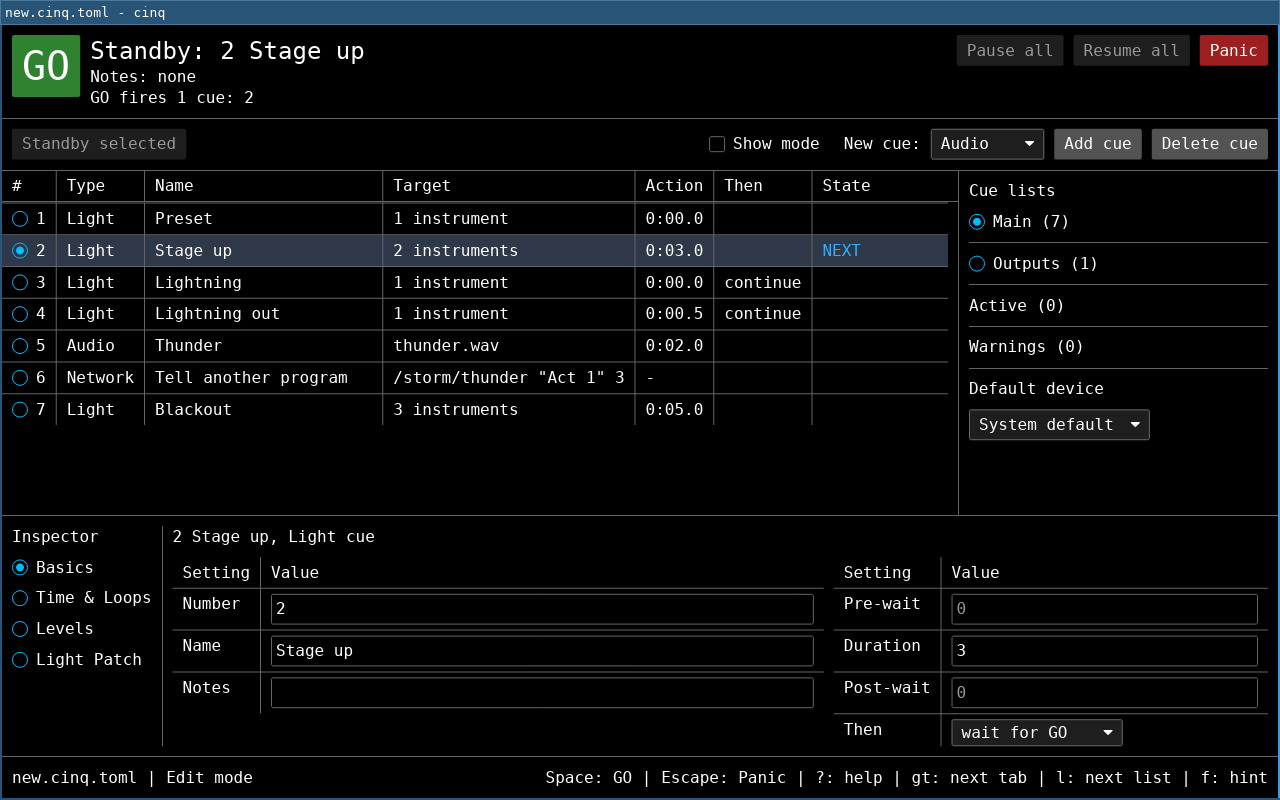 new.cinq.toml - cinq
GO
Standby: 2 Stage up
Notes: none
GO fires 1 cue: 2
Pause all Resume all Panic
Standby selected
Show mode New cue: Audio Add cue Delete cue
# Type Name Target Action Then State
1 Light Preset 1 instrument 0:00.0
2 Light Stage up 2 instruments 0:03.0 NEXT
3 Light Lightning 1 instrument 0:00.0 continue
4 Light Lightning out 1 instrument 0:00.5 continue
5 Audio Thunder thunder.wav 0:02.0
6 Network Tell another program /storm/thunder "Act 1" 3 -
7 Light Blackout 3 instruments 0:05.0
Cue lists
Main (7)
Outputs (1)
Active (0)
Warnings (0)
Default device
System default
Inspector
Basics
Time & Loops
Levels
Light Patch
2 Stage up, Light cue
Setting Value
Number 2
Name Stage up
Notes
Setting Value
Pre-wait 0
Duration 3
Post-wait 0
Then wait for GO
new.cinq.toml | Edit mode
Space: GO | Escape: Panic | ?: help | gt: next tab | l: next list | f: hint